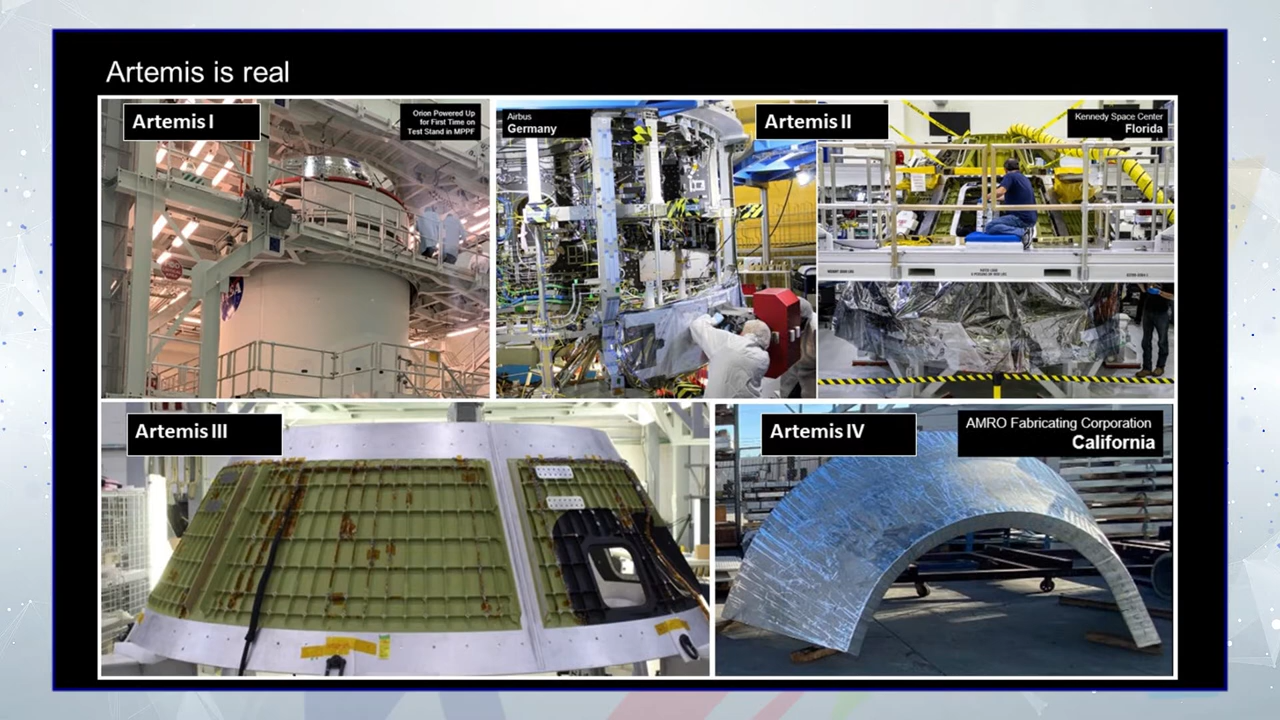 Artemis is real
Artemis I
Orion Powered Up
for First Time on
Test Stand in MPPF
Airbus
Germany
Artemis II
Kennedy Space Center
Florida
Artemis III
Artemis IV
AMRO Fabricating Corporation
California